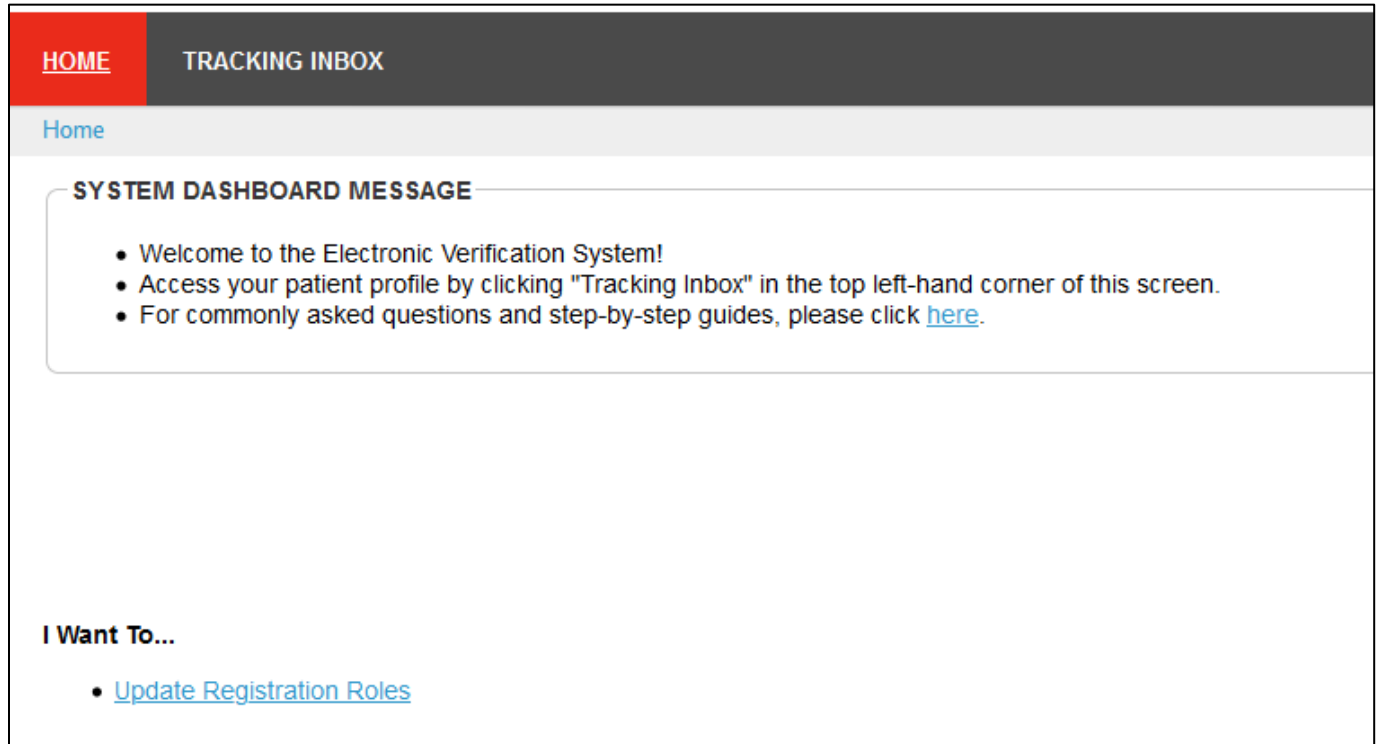 HOME TRACKING INBOX
Home
SYSTEM DASHBOARD MESSAGE
• Welcome to the Electronic Verification System!
• Access your patient profile by clicking "Tracking Inbox" in the top left-hand corner of this screen.
• For commonly asked questions and step-by-step guides, please click here.
I Want To...
• Update Registration Roles